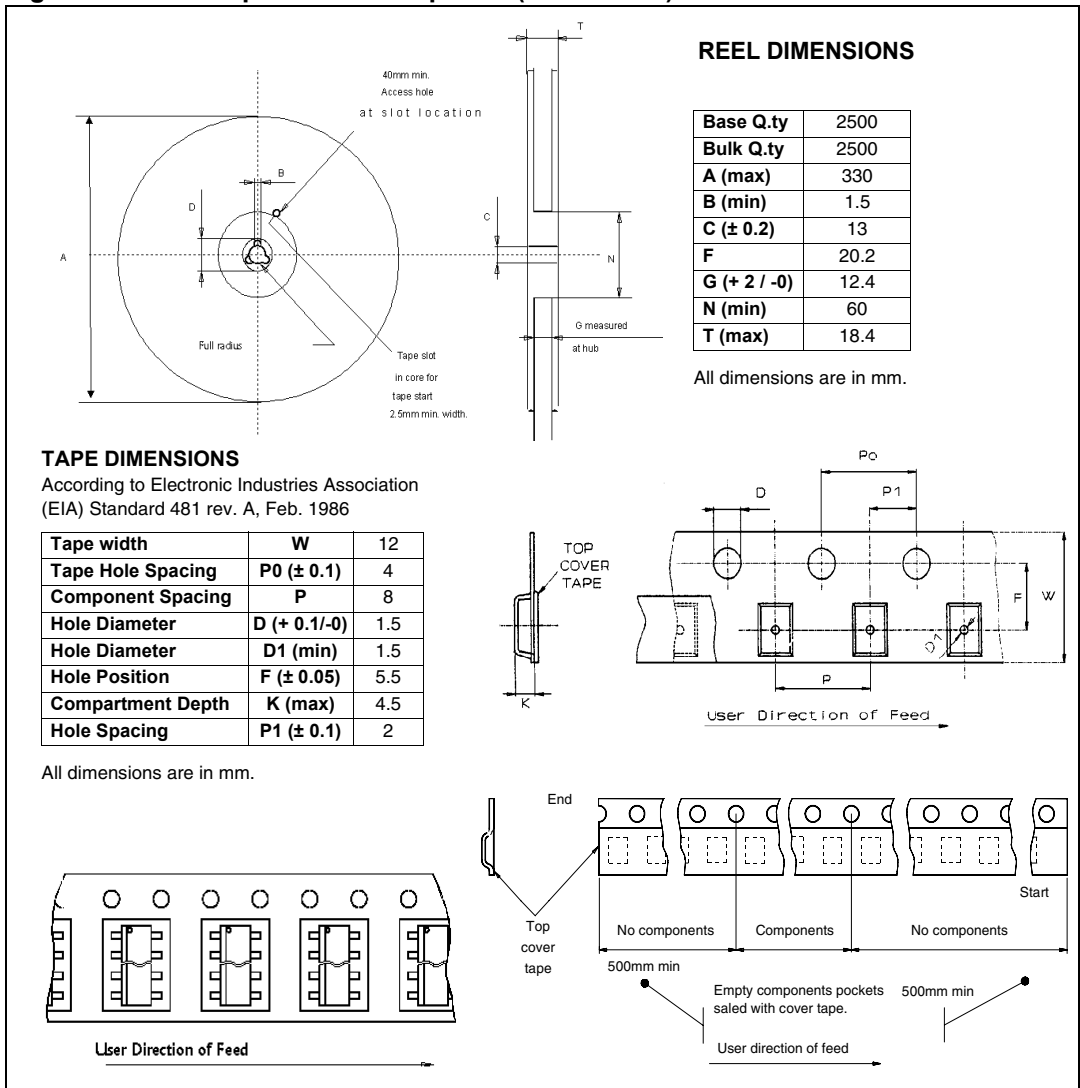 T
REEL DIMENSIONS
40mm min.
Access hole
at slot location
B
D
C
A
N
G measured
at hub
Full radius
Tape slot
in core for
tape start
2.5mm min. width.
Base Q.ty 2500
Bulk Q.ty 2500
A (max) 330
B (min) 1.5
C (± 0.2) 13
F 20.2
G (+ 2 / -0) 12.4
N (min) 60
T (max) 18.4
All dimensions are in mm.
TAPE DIMENSIONS
According to Electronic Industries Association
(EIA) Standard 481 rev. A, Feb. 1986
Tape width W 12
Tape Hole Spacing P0 (± 0.1) 4
Component Spacing P 8
Hole Diameter D (+ 0.1/-0) 1.5
Hole Diameter D1 (min) 1.5
Hole Position F (± 0.05) 5.5
Compartment Depth K (max) 4.5
Hole Spacing P1 (± 0.1) 2
All dimensions are in mm.
TOP
COVER
TAPE
K
Po
D
P1
F
W
D1
P
User Direction of Feed
End
Start
Top
cover
tape
No components
Components
No components
500mm min
Empty components pockets
saled with cover tape.
500mm min
User direction of feed
User Direction of Feed